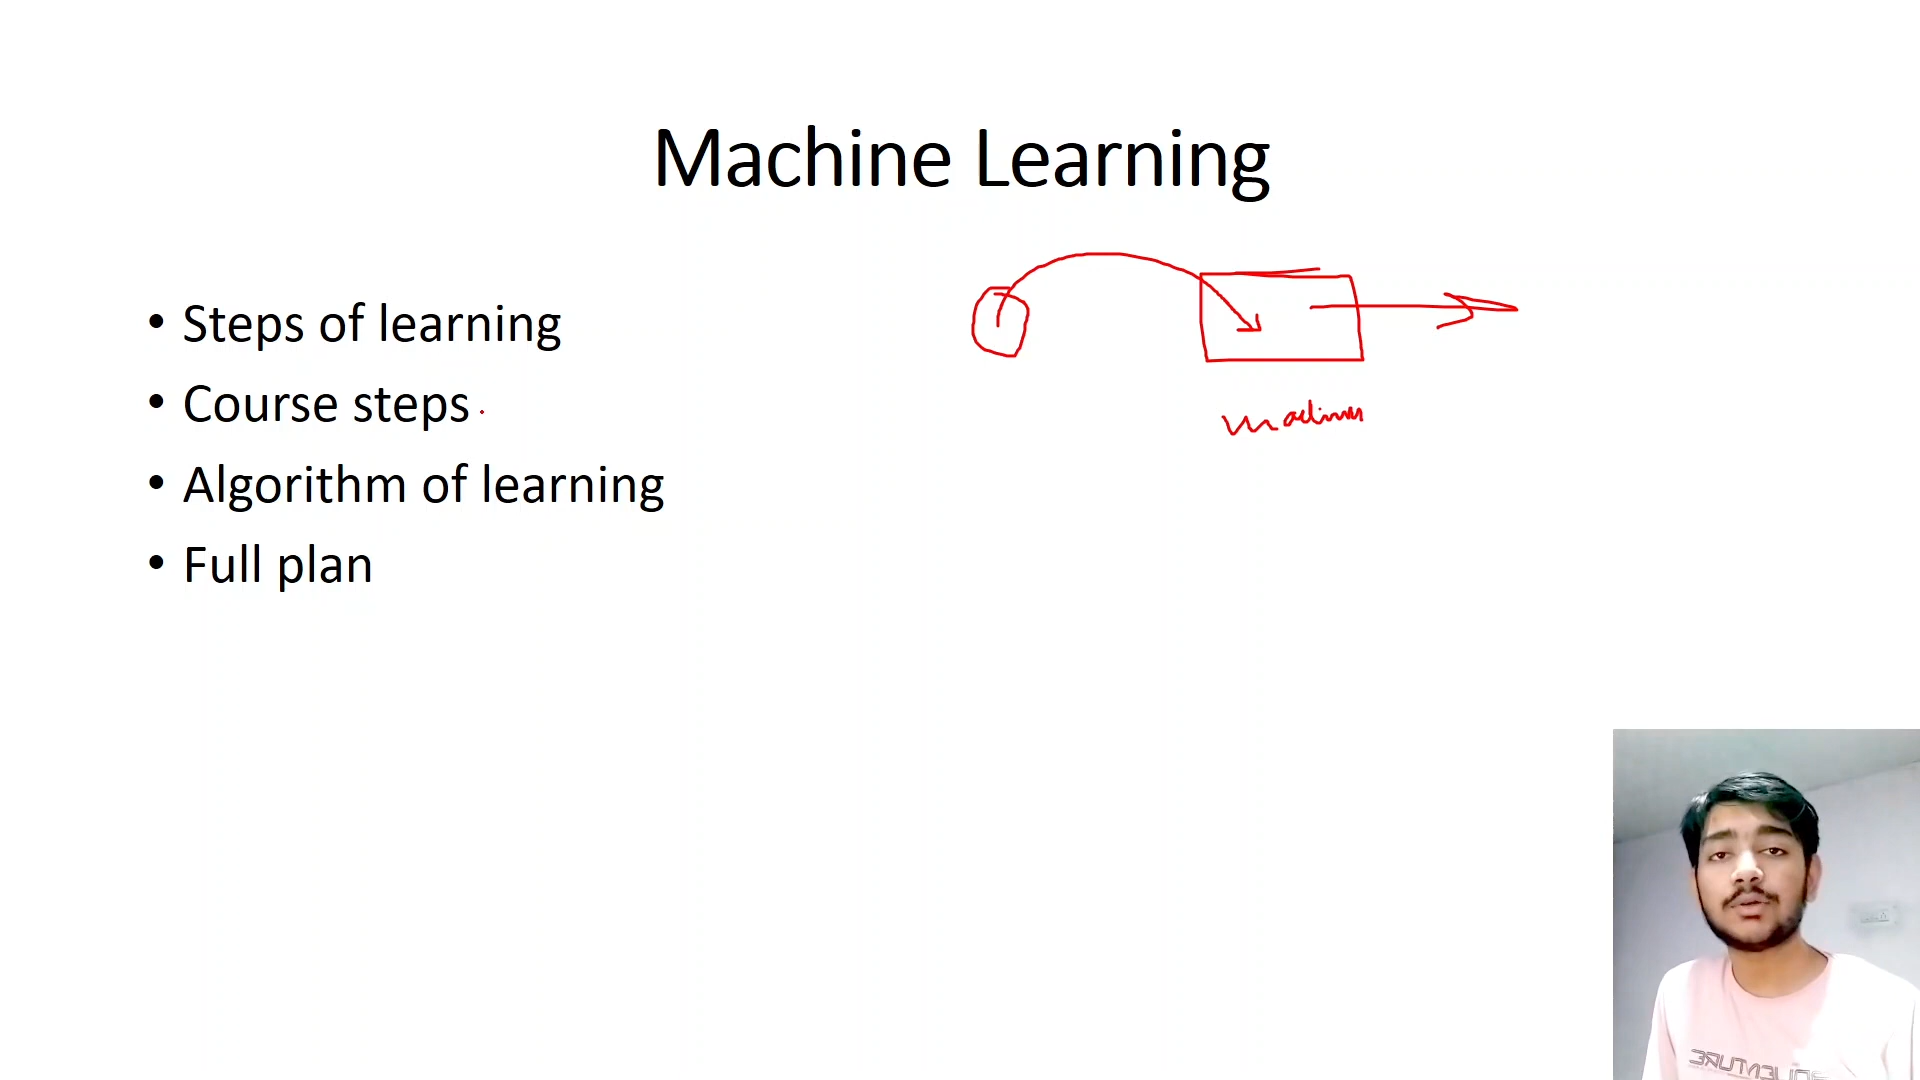 Machine Learning
• Steps of learning
• Course steps
• Algorithm of learning
• Full plan